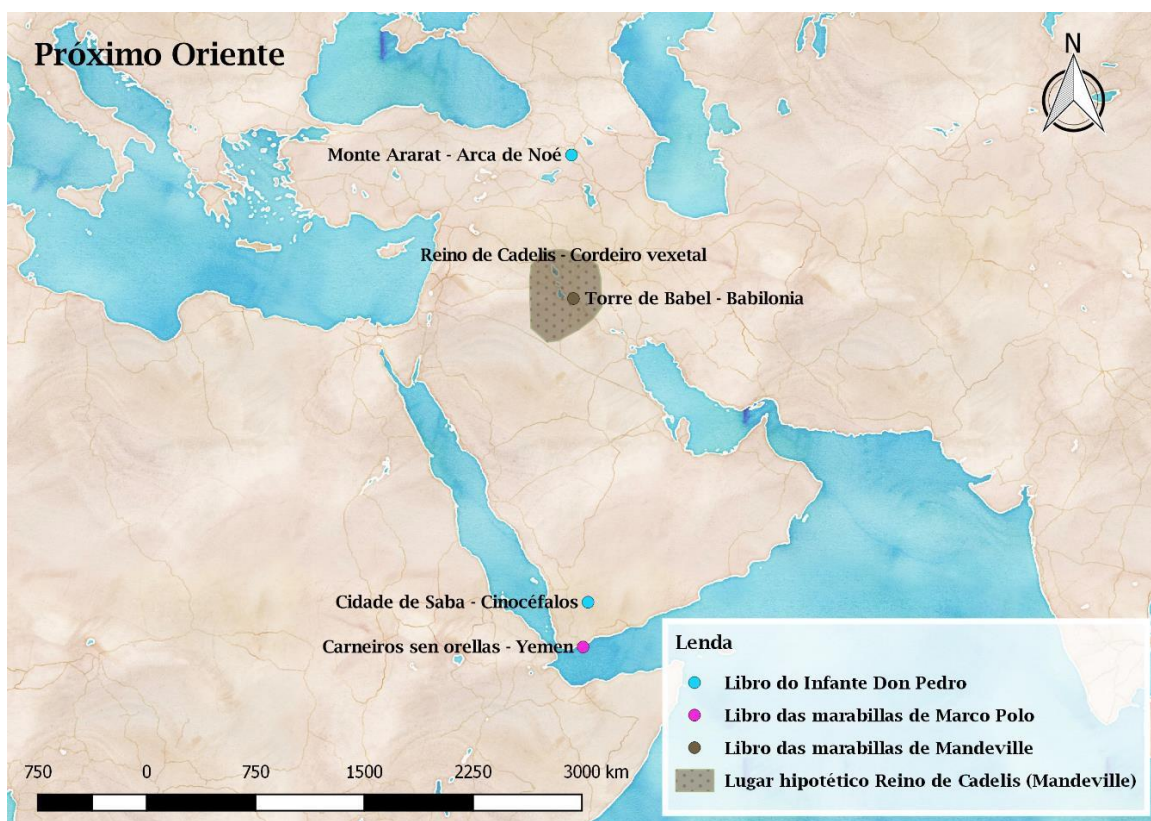 Próximo Oriente
N
Monte Ararat - Arca de Noé
Reino de Cadelis - Cordeiro vexetal
Torre de Babel - Babilonia
Cidade de Saba - Cinocéfalos
Carneiros sen orellas - Yemen
Lenda
Libro do Infante Don Pedro
Libro das marabillas de Marco Polo
Libro das marabillas de Mandeville
Lugar hipotético Reino de Cadelis (Mandeville)
750 0 750 1500 2250 3000 km